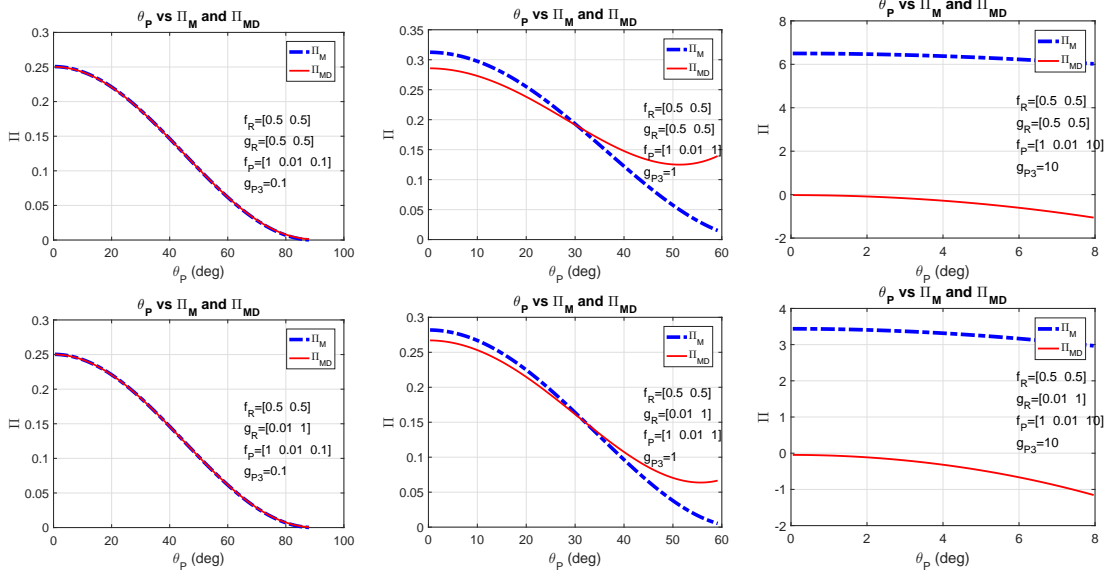 θP vs ΠM and ΠMD
0.3
0.25
0.2
0.15
0.1
0.05
0
Π
0 20 40 60 80 100
θP (deg)
ΠM
ΠMD
fR=[0.5 0.5]
gR=[0.5 0.5]
fP=[1 0.01 0.1]
gP3=0.1
θP vs ΠM and ΠMD
0.35
0.3
0.25
0.2
0.15
0.1
0.05
0
Π
0 10 20 30 40 50 60
θP (deg)
ΠM
ΠMD
fR=[0.5 0.5]
gR=[0.5 0.5]
fP=[1 0.01 1]
gP3=1
θP vs ΠM and ΠMD
8
6
4
2
0
-2
Π
0 2 4 6 8
θP (deg)
ΠM
ΠMD
fR=[0.5 0.5]
gR=[0.5 0.5]
fP=[1 0.01 10]
gP3=10
θP vs ΠM and ΠMD
0.3
0.25
0.2
0.15
0.1
0.05
0
Π
0 20 40 60 80 100
θP (deg)
ΠM
ΠMD
fR=[0.5 0.5]
gR=[0.01 1]
fP=[1 0.01 0.1]
gP3=0.1
θP vs ΠM and ΠMD
0.3
0.25
0.2
0.15
0.1
0.05
0
Π
0 10 20 30 40 50 60
θP (deg)
ΠM
ΠMD
fR=[0.5 0.5]
gR=[0.01 1]
fP=[1 0.01 1]
gP3=1
θP vs ΠM and ΠMD
4
3
2
1
0
-1
-2
Π
0 2 4 6 8
θP (deg)
ΠM
ΠMD
fR=[0.5 0.5]
gR=[0.01 1]
fP=[1 0.01 10]
gP3=10